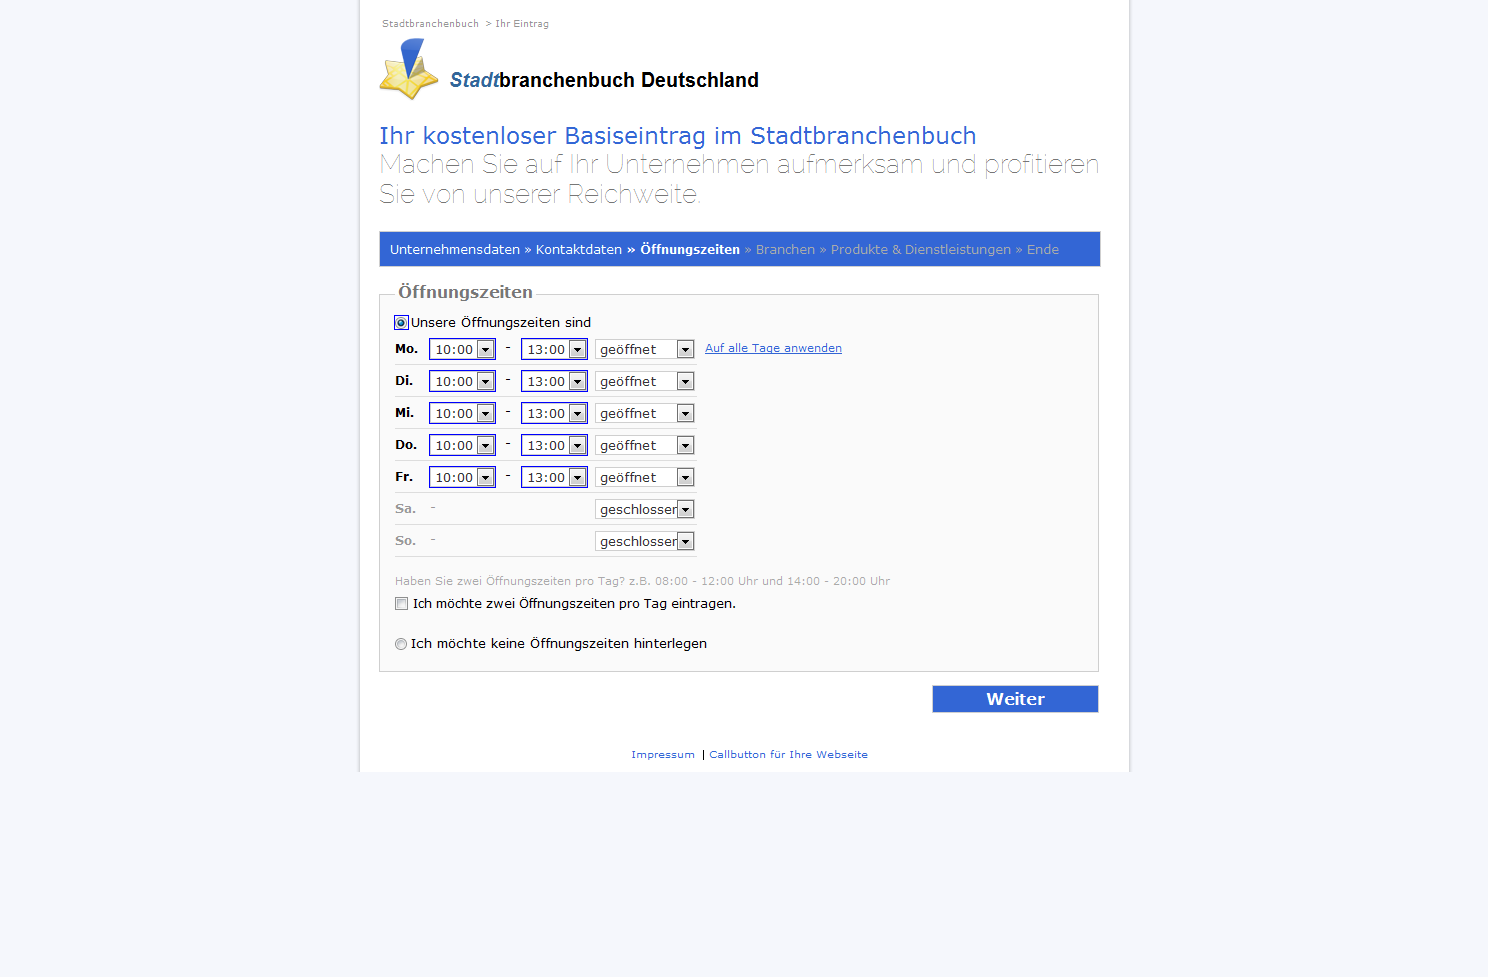 Stadtbranchenbuch > Ihr Eintrag
Stadtbranchenbuch Deutschland
Ihr kostenloser Basiseintrag im Stadtbranchenbuch
Machen Sie auf Ihr Unternehmen aufmerksam und profitieren
Sie von unserer Reichweite.
Unternehmensdaten » Kontaktdaten » Öffnungszeiten » Branchen » Produkte & Dienstleistungen » Ende
Öffnungszeiten
Unsere Öffnungszeiten sind
Mo. 10:00 - 13:00 geöffnet Auf alle Tage anwenden
Di. 10:00 - 13:00 geöffnet
Mi. 10:00 - 13:00 geöffnet
Do. 10:00 - 13:00 geöffnet
Fr. 10:00 - 13:00 geöffnet
Sa. - geschlossen
So. - geschlossen
Haben Sie zwei Öffnungszeiten pro Tag? z.B. 08:00 - 12:00 Uhr und 14:00 - 20:00 Uhr
Ich möchte zwei Öffnungszeiten pro Tag eintragen.
Ich möchte keine Öffnungszeiten hinterlegen
Weiter
Impressum | Callbutton für Ihre Webseite